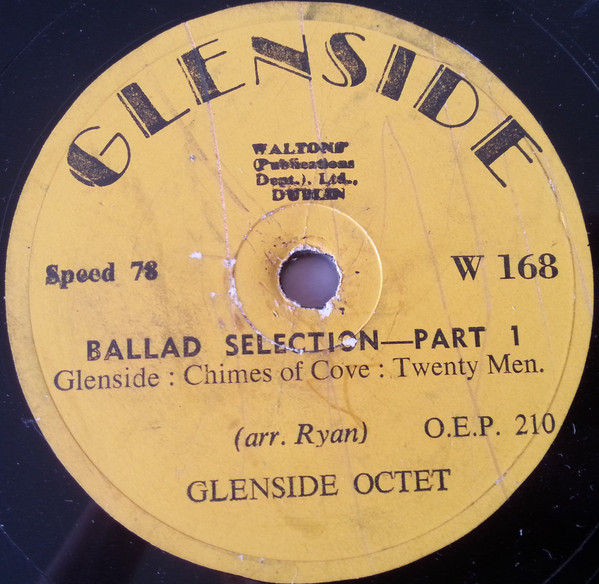 GLENSIDE
WALTONS'
(Publications
Dept.), Ltd.,
DUBLIN
Speed 78
W 168
BALLAD SELECTION—PART 1
Glenside : Chimes of Cove : Twenty Men.
(arr. Ryan)
O.E.P. 210
GLENSIDE OCTET